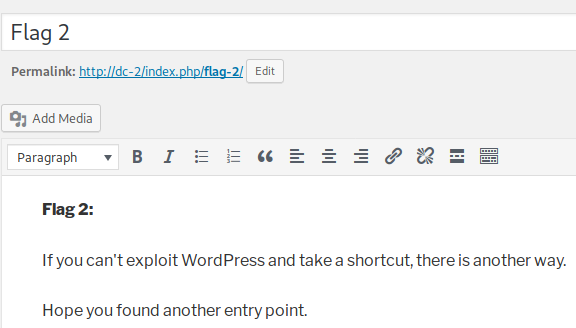 Flag 2
Permalink: http://dc-2/index.php/flag-2/ Edit
Add Media
Paragraph
Flag 2:
If you can't exploit WordPress and take a shortcut, there is another way.
Hope you found another entry point.